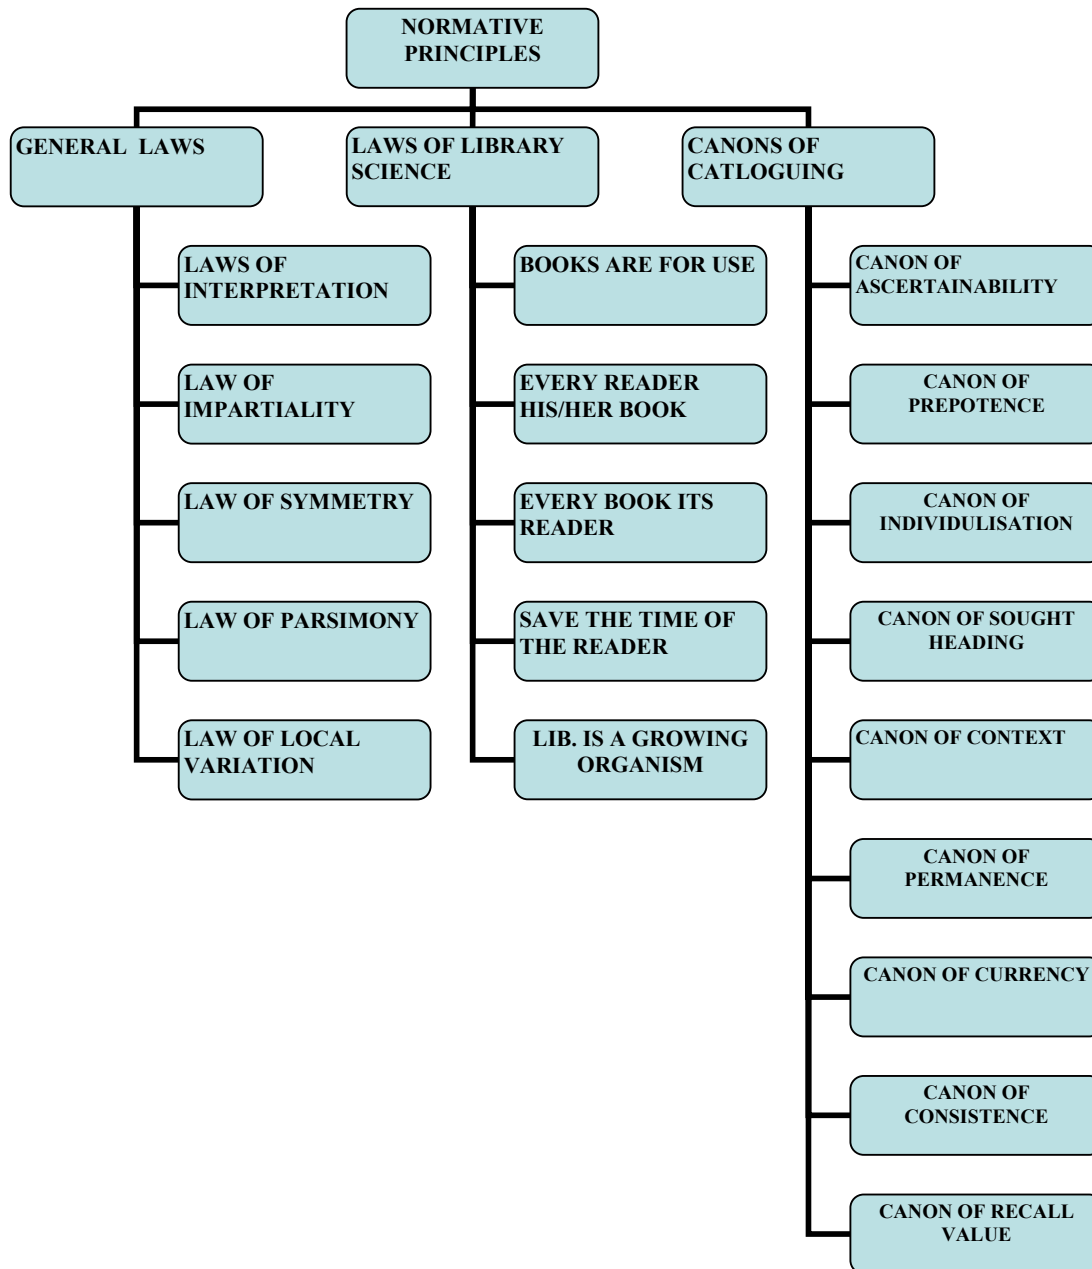 NORMATIVE
PRINCIPLES
GENERAL LAWS
LAWS OF
INTERPRETATION
LAW OF
IMPARTIALITY
LAW OF SYMMETRY
LAW OF PARSIMONY
LAW OF LOCAL
VARIATION
LAWS OF LIBRARY
SCIENCE
BOOKS ARE FOR USE
EVERY READER
HIS/HER BOOK
EVERY BOOK ITS
READER
SAVE THE TIME OF
THE READER
LIB. IS A GROWING
ORGANISM
CANONS OF
CATLOGUING
CANON OF
ASCERTAINABILITY
CANON OF
PREPOTENCE
CANON OF
INDIVIDULISATION
CANON OF SOUGHT
HEADING
CANON OF CONTEXT
CANON OF
PERMANENCE
CANON OF CURRENCY
CANON OF
CONSISTENCE
CANON OF RECALL
VALUE